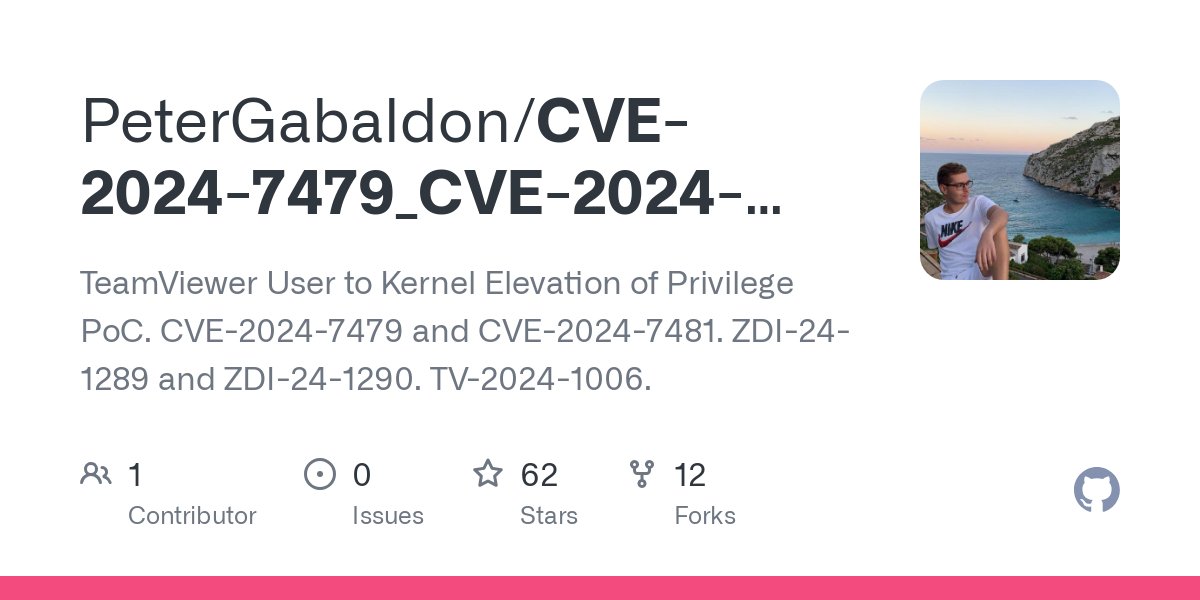 PeterGabaldon/CVE-
2024-7479_CVE-2024-...
TeamViewer User to Kernel Elevation of Privilege
PoC. CVE-2024-7479 and CVE-2024-7481. ZDI-24-
1289 and ZDI-24-1290. TV-2024-1006.
1 0 62 12
Contributor Issues Stars Forks
NIKE